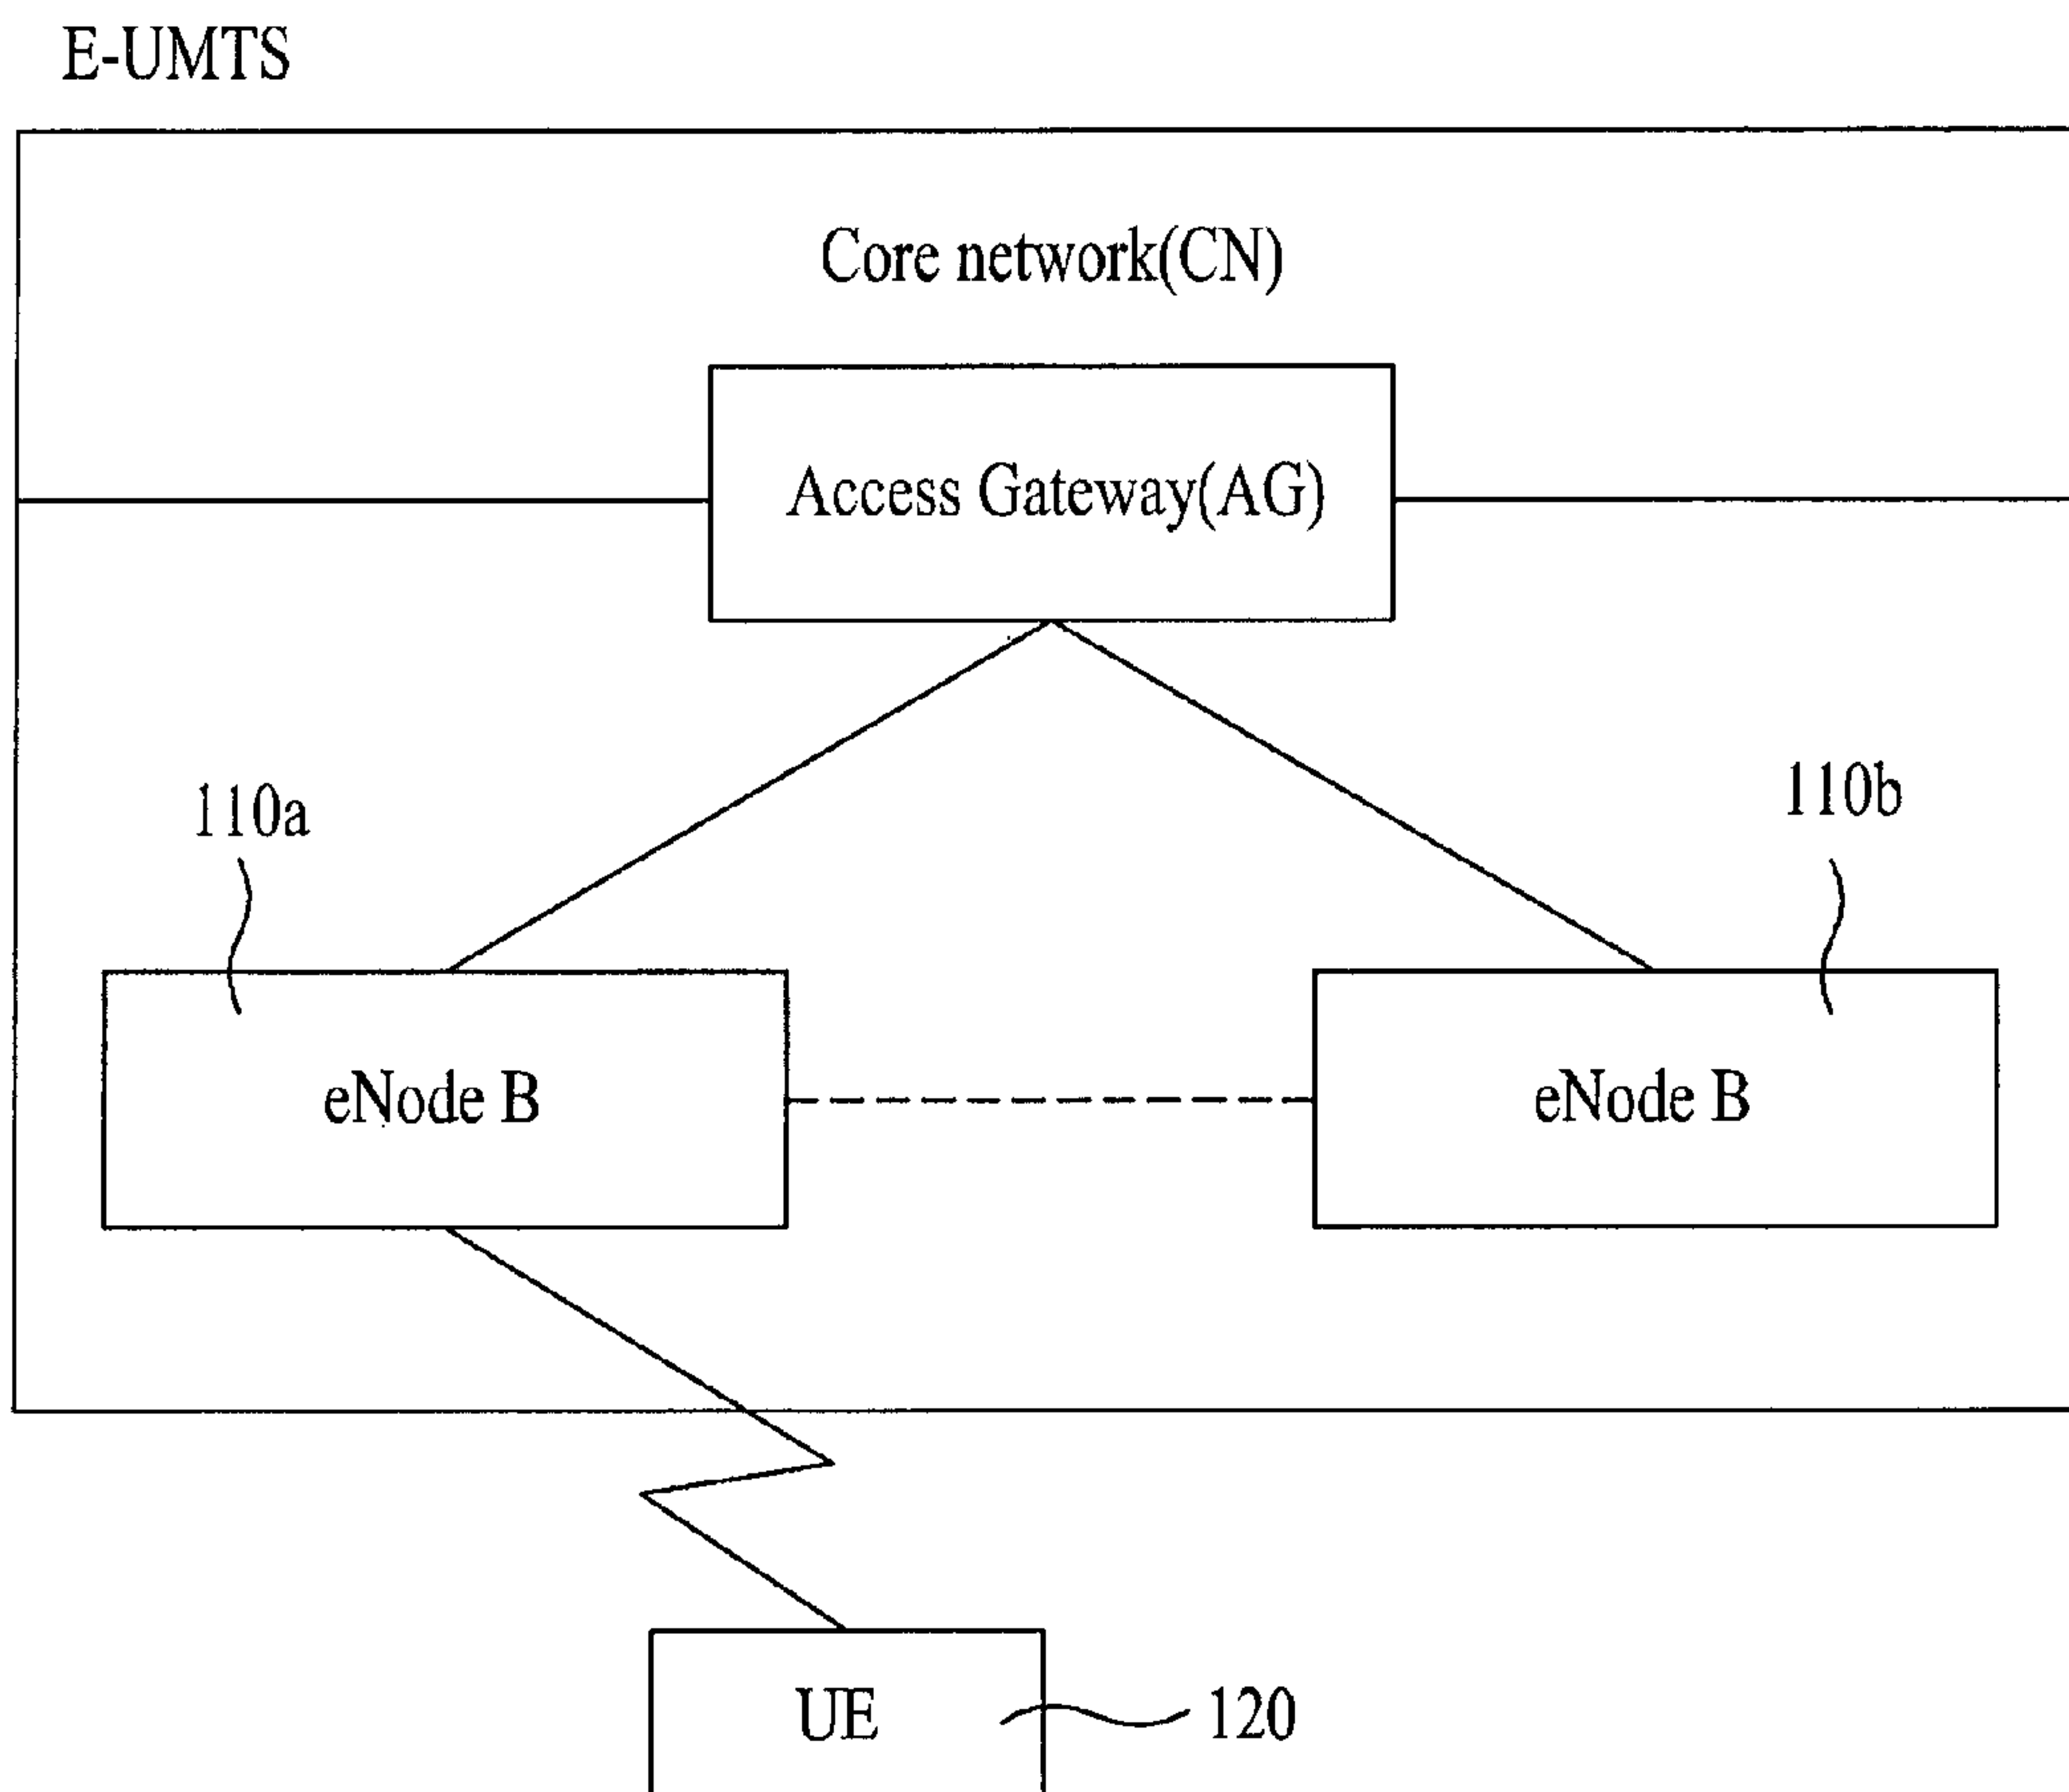 E-UMTS
Core network(CN)
Access Gateway(AG)
110a
110b
eNode B
eNode B
UE
120